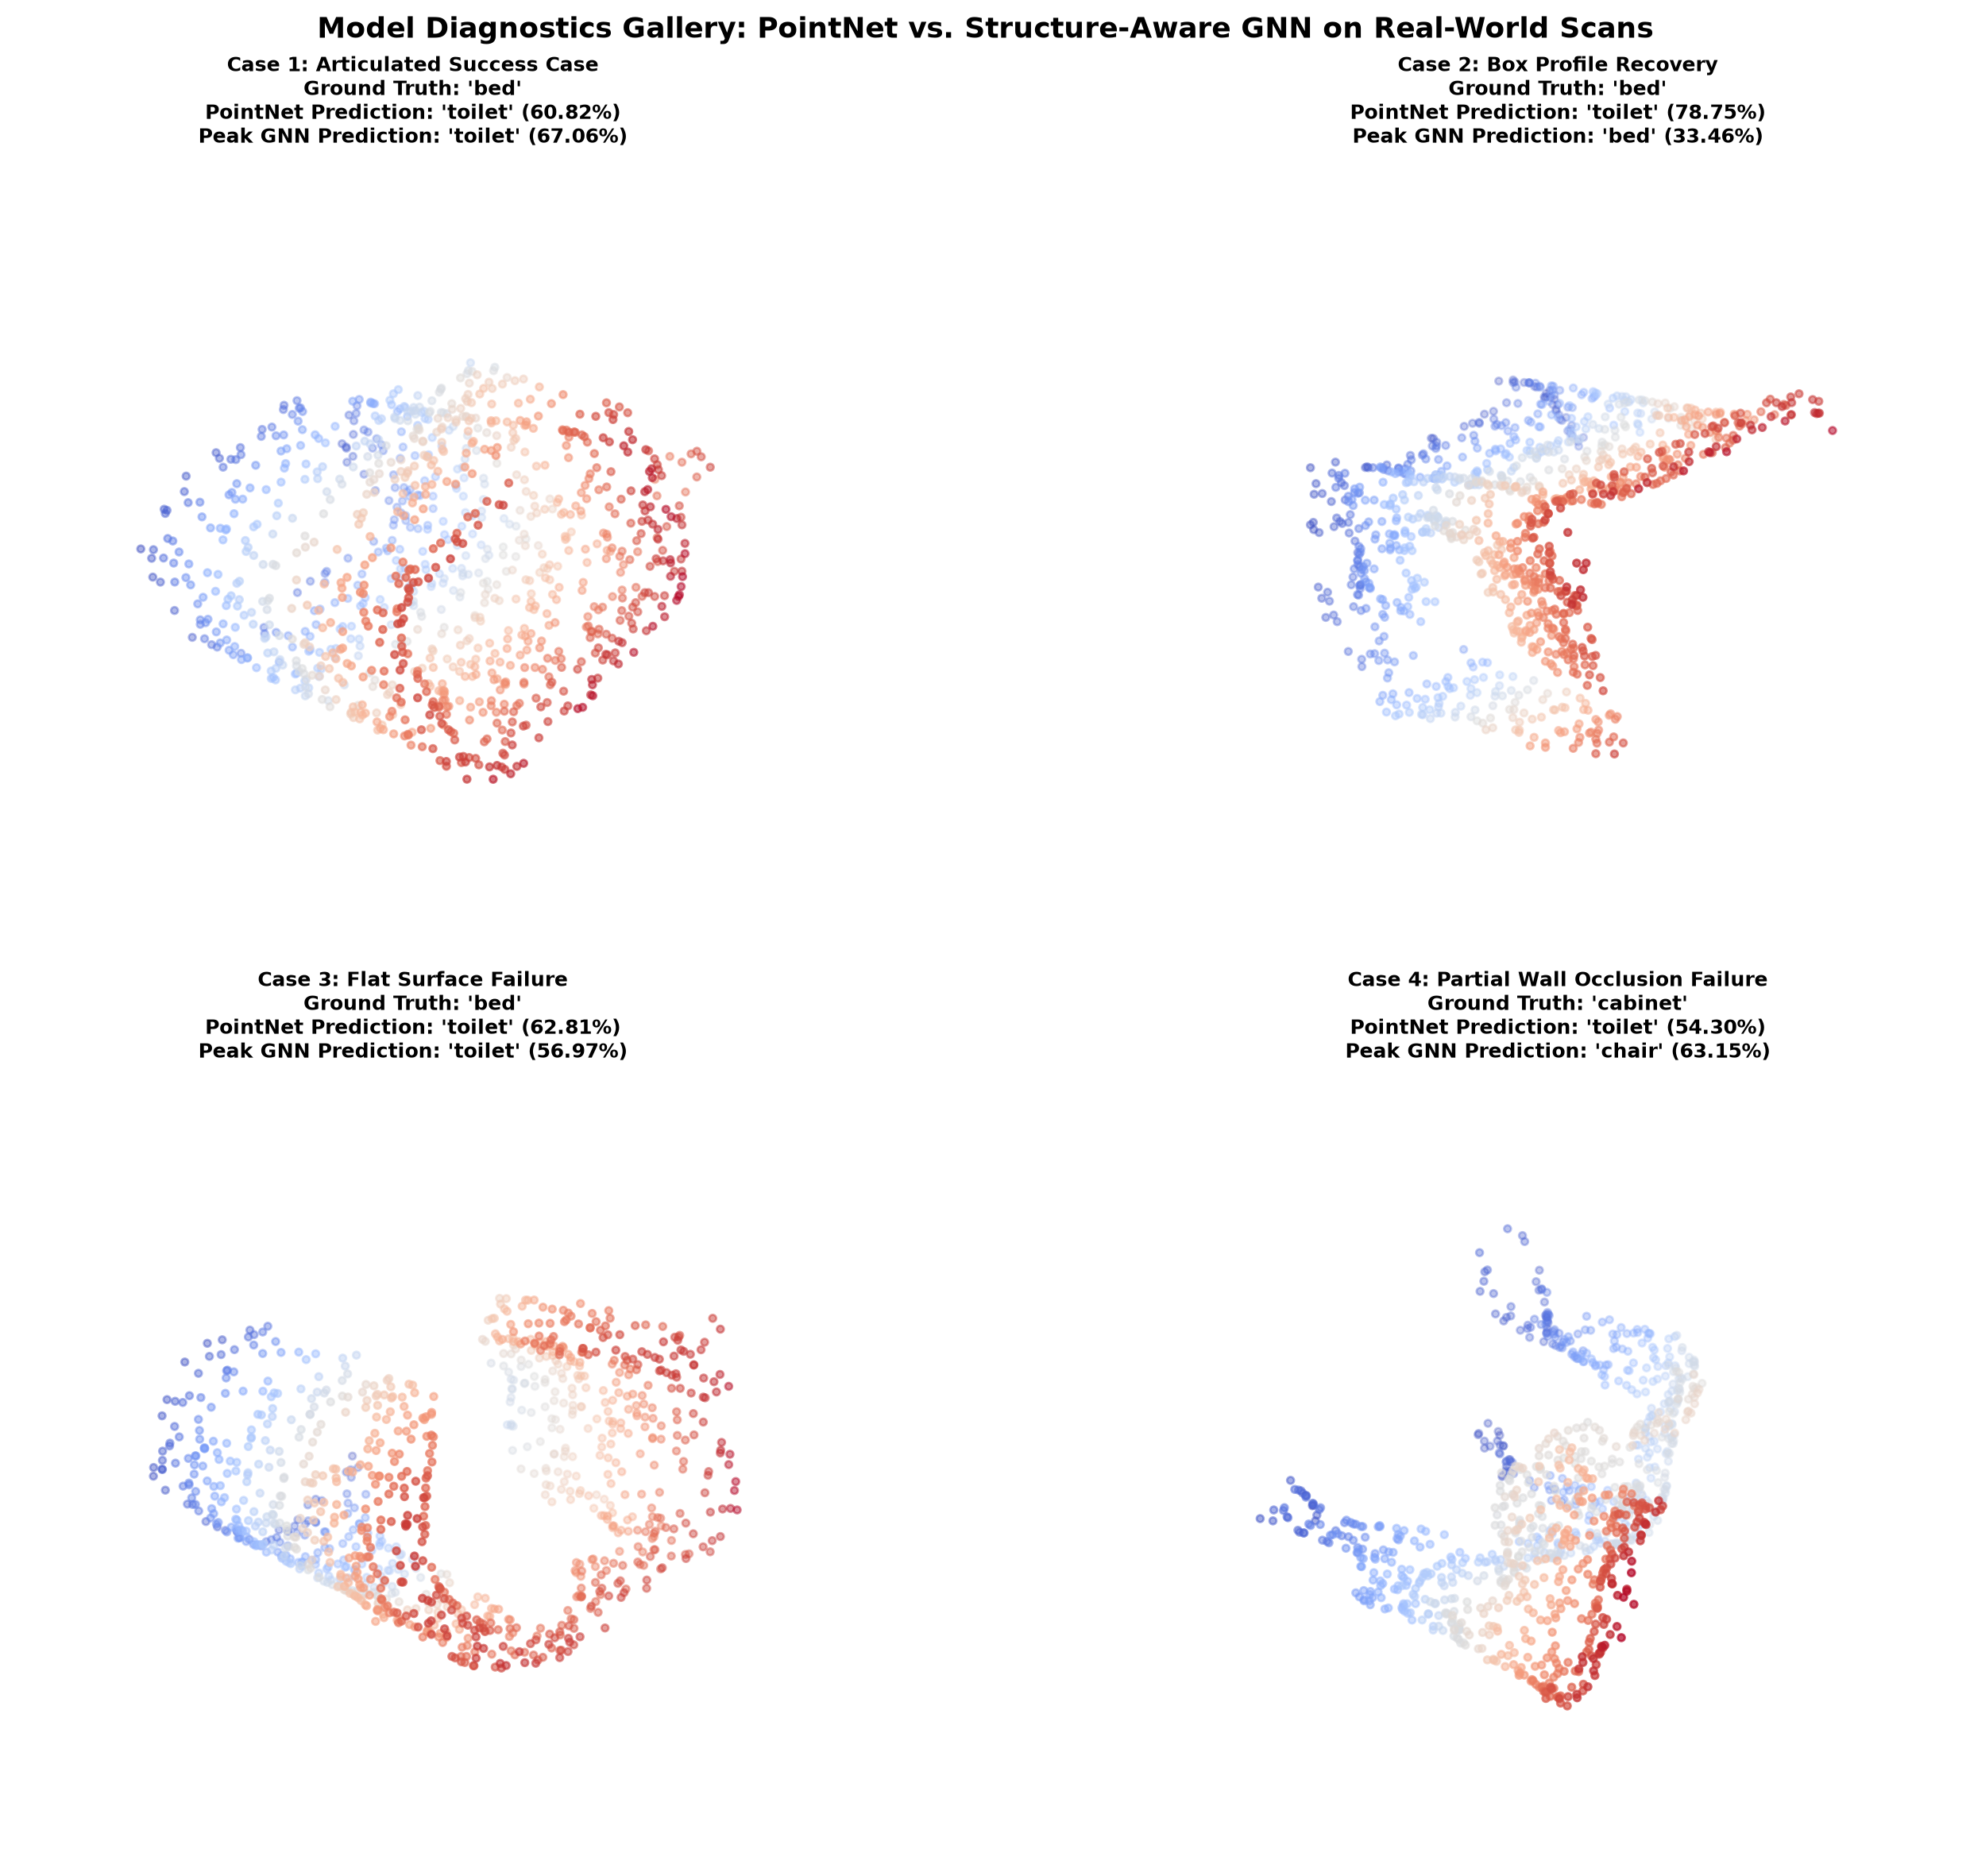 Model Diagnostics Gallery: PointNet vs. Structure-Aware GNN on Real-World Scans
Case 1: Articulated Success Case
Ground Truth: 'bed'
PointNet Prediction: 'toilet' (60.82%)
Peak GNN Prediction: 'toilet' (67.06%)
Case 2: Box Profile Recovery
Ground Truth: 'bed'
PointNet Prediction: 'toilet' (78.75%)
Peak GNN Prediction: 'bed' (33.46%)
Case 3: Flat Surface Failure
Ground Truth: 'bed'
PointNet Prediction: 'toilet' (62.81%)
Peak GNN Prediction: 'toilet' (56.97%)
Case 4: Partial Wall Occlusion Failure
Ground Truth: 'cabinet'
PointNet Prediction: 'toilet' (54.30%)
Peak GNN Prediction: 'chair' (63.15%)